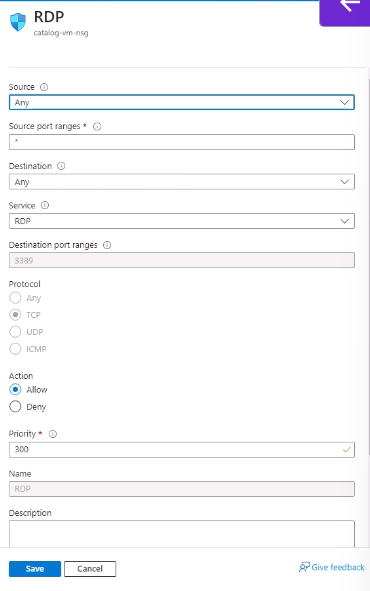 RDP
catalog-vm-nsg
Source
Any
Source port ranges *
*
Destination
Any
Service
RDP
Destination port ranges
3389
Protocol
Any
TCP
UDP
ICMP
Action
Allow
Deny
Priority *
300
Name
RDP
Description
Save Cancel Give feedback